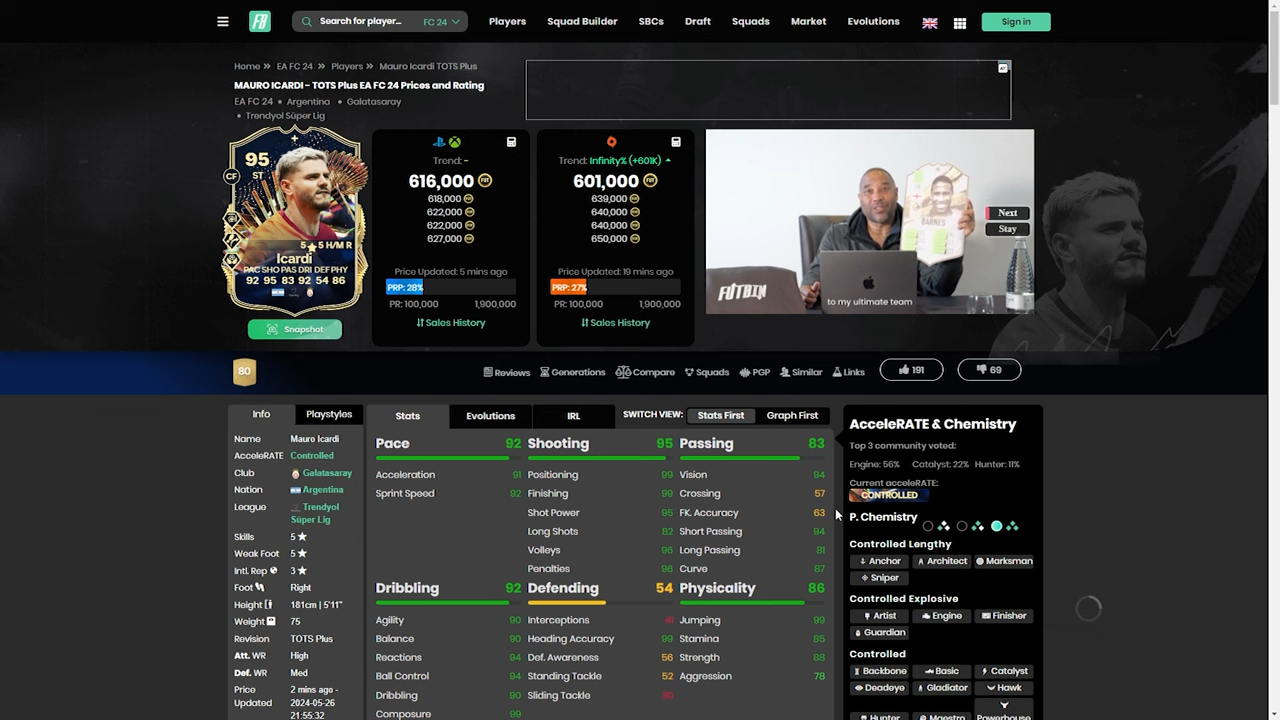 Search for player...
FC 24
Players
Squad Builder
SBCs
Draft
Squads
Market
Evolutions
Sign in
Home » EA FC 24 » Players » Mauro Icardi TOTS Plus
MAURO ICARDI - TOTS Plus EA FC 24 Prices and Rating
EA FC 24 • Argentina • Galatasaray
• Trendyol Süper Lig
95
CF
ST
5★ 5 H/M R
Icardi
PAC SHO PAS DRI DEF PHY
92 95 83 92 54 86
Snapshot
Trend: -
616,000
618,000
622,000
622,000
627,000
Price Updated: 5 mins ago
PRP: 28%
PR: 100,000 1,900,000
Sales History
Trend: Infinity% (+601K)
601,000
639,000
640,000
640,000
650,000
Price Updated: 19 mins ago
PRP: 27%
PR: 100,000 1,900,000
Sales History
BARNES
FUTBIN
to my ultimate team
Next
Stay
80
Reviews
Generations
Compare
Squads
PGP
Similar
Links
191
69
Info
Playstyles
Name Mauro Icardi
AcceleRATE Controlled
Club Galatasaray
Nation Argentina
League Trendyol
Süper Lig
Skills 5 ★
Weak Foot 5 ★
Intl. Rep 3 ★
Foot Right
Height 181cm | 5'11"
Weight 75
Revision TOTS Plus
Att. WR High
Def. WR Med
Price 2 mins ago -
Updated 2024-05-26
21:55:32
Stats
Evolutions
IRL
SWITCH VIEW:
Stats First
Graph First
Pace 92
Acceleration 91
Sprint Speed 92
Shooting 95
Positioning 99
Finishing 99
Shot Power 95
Long Shots 82
Volleys 96
Penalties 96
Passing 83
Vision 94
Crossing 57
FK. Accuracy 63
Short Passing 94
Long Passing 81
Curve 87
Dribbling 92
Agility 90
Balance 90
Reactions 94
Ball Control 94
Dribbling 90
Composure 99
Defending 54
Interceptions
Heading Accuracy 99
Def. Awareness 56
Standing Tackle 52
Sliding Tackle
Physicality 86
Jumping 99
Stamina 85
Strength 88
Aggression 78
AcceleRATE & Chemistry
Top 3 community voted:
Engine: 56% Catalyst: 22% Hunter: 11%
Current acceleRATE:
CONTROLLED
P. Chemistry
Controlled Lengthy
Anchor
Architect
Marksman
Sniper
Controlled Explosive
Artist
Engine
Finisher
Guardian
Controlled
Backbone
Basic
Catalyst
Deadeye
Gladiator
Hawk
Hunter
Maestro
Powerhouse